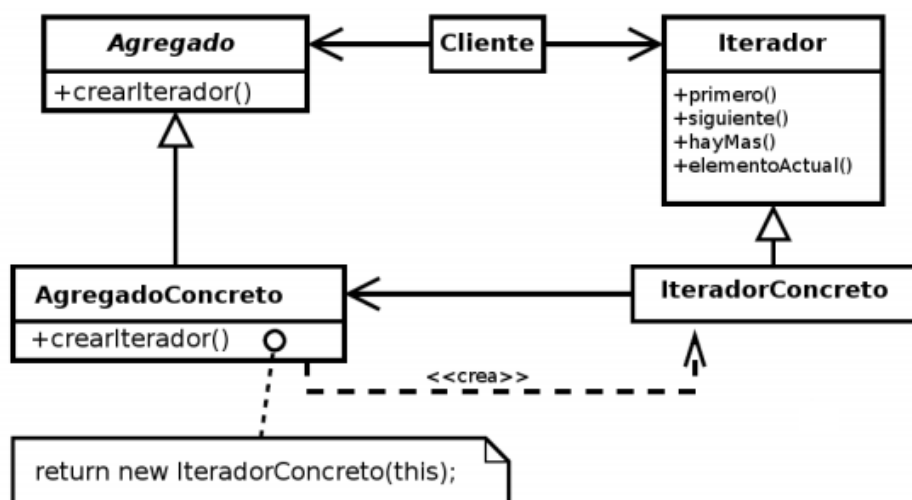 Agregado
+crearIterador()
Cliente
Iterador
+primero()
+siguiente()
+hayMas()
+elementoActual()
AgregadoConcreto
+crearIterador()
IteradorConcreto
<<crea>>
return new IteradorConcreto(this);